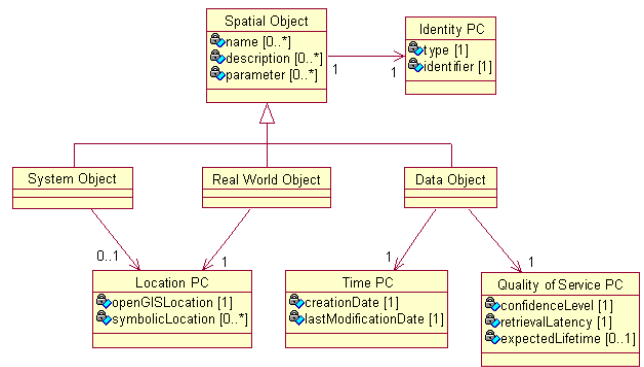 Spatial Object
name [0..*]
description [0..*]
parameter [0..*]
1
1
Identity PC
type [1]
identifier [1]
System Object
Real World Object
Data Object
0..1
1
1
1
Location PC
openGISLocation [1]
symbolicLocation [0..*]
Time PC
creationDate [1]
lastModificationDate [1]
Quality of Service PC
confidenceLevel [1]
retrievalLatency [1]
expectedLifetime [0..1]